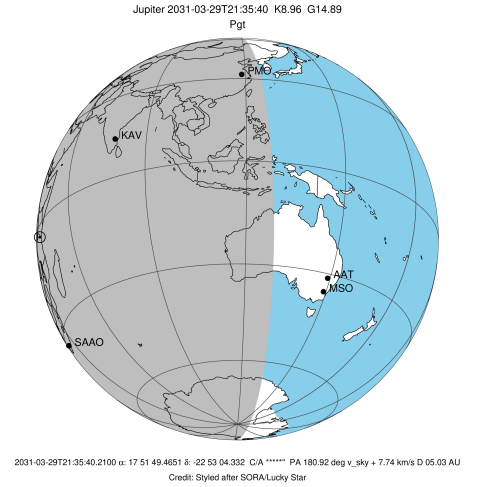 Jupiter 2031-03-29T21:35:40 K8.96 G14.89
Pgt
PMO
KAV
AAT
MSO
SAAO
2031-03-29T21:35:40.2100 α: 17 51 49.4651 δ: -22 53 04.332 C/A *****" PA 180.92 deg v_sky + 7.74 km/s D 05.03 AU
Credit: Styled after SORA/Lucky Star